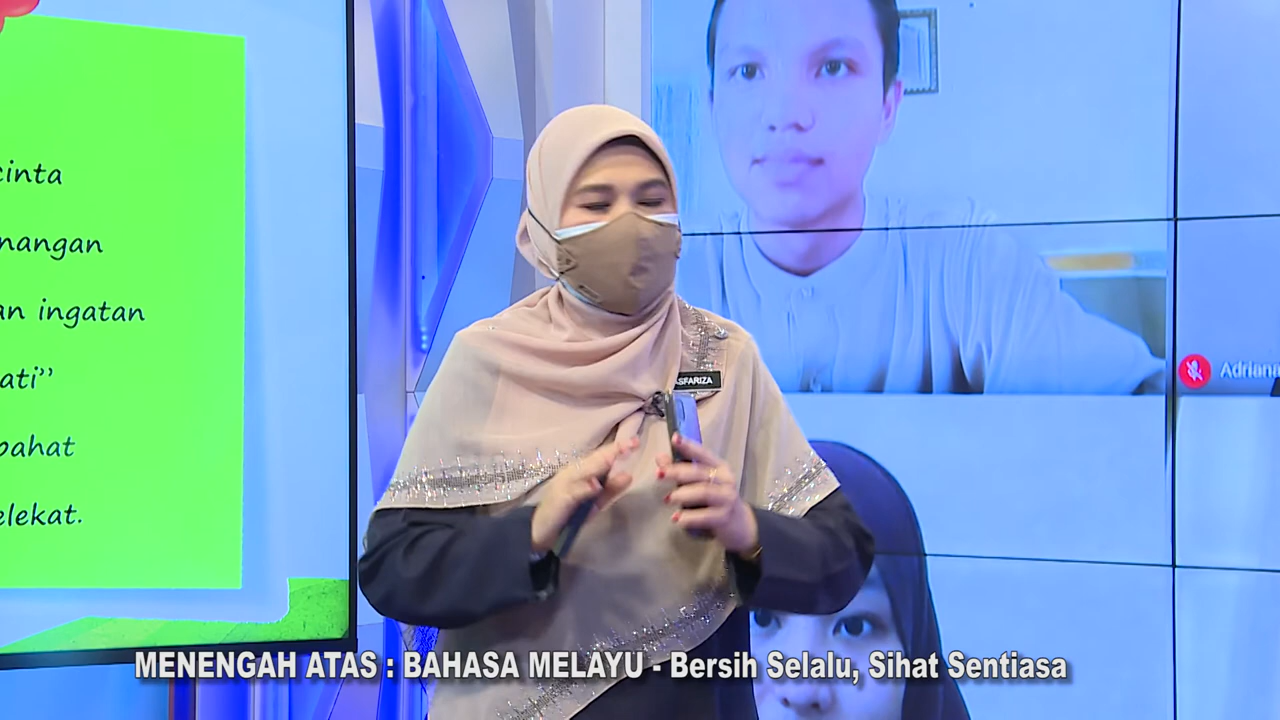 cinta
nangan
an ingatan
ati”
pahat
elekat.
ASFARIZA
Adriana
MENENGAH ATAS : BAHASA MELAYU - Bersih Selalu, Sihat Sentiasa